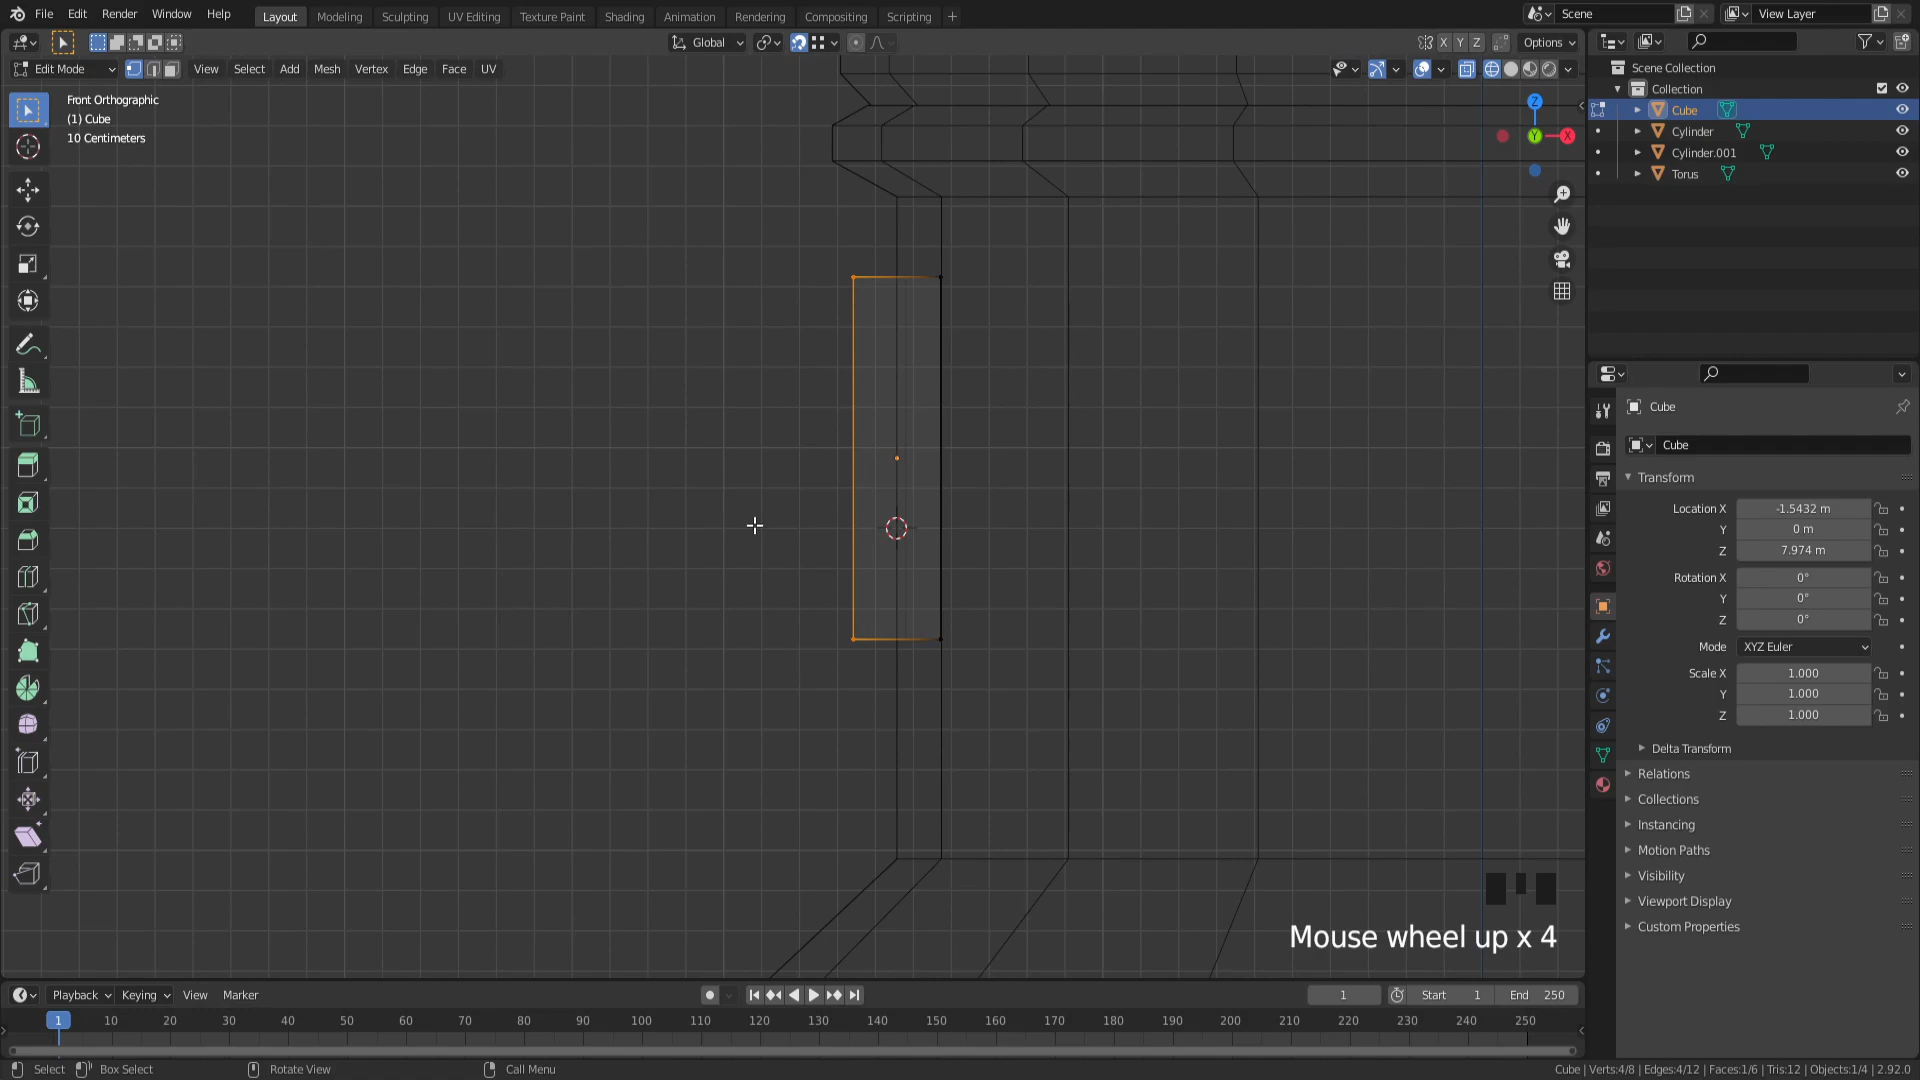 File Edit Render Window Help Layout Modeling Sculpting UV Editing Texture Paint Shading Animation Rendering Compositing Scripting + Scene View Layer
Global X Y Z Options
Edit Mode View Select Add Mesh Vertex Edge Face UV
Front Orthographic
(1) Cube
10 Centimeters
Z
Y
X
Scene Collection
Collection
Cube
Cylinder
Cylinder.001
Torus
Cube
Cube
Transform
Location X -1.5432 m
Y 0 m
Z 7.974 m
Rotation X 0°
Y 0°
Z 0°
Mode XYZ Euler
Scale X 1.000
Y 1.000
Z 1.000
Delta Transform
Relations
Collections
Instancing
Motion Paths
Visibility
Viewport Display
Custom Properties
Mouse wheel up x 4
Playback Keying View Marker 1 Start 1 End 250
1 10 20 30 40 50 60 70 80 90 100 110 120 130 140 150 160 170 180 190 200 210 220 230 240 250
Select Box Select Rotate View Call Menu Cube | Verts:4/8 | Edges:4/12 | Faces:1/6 | Tris:12 | Objects:1/4 | 2.92.0